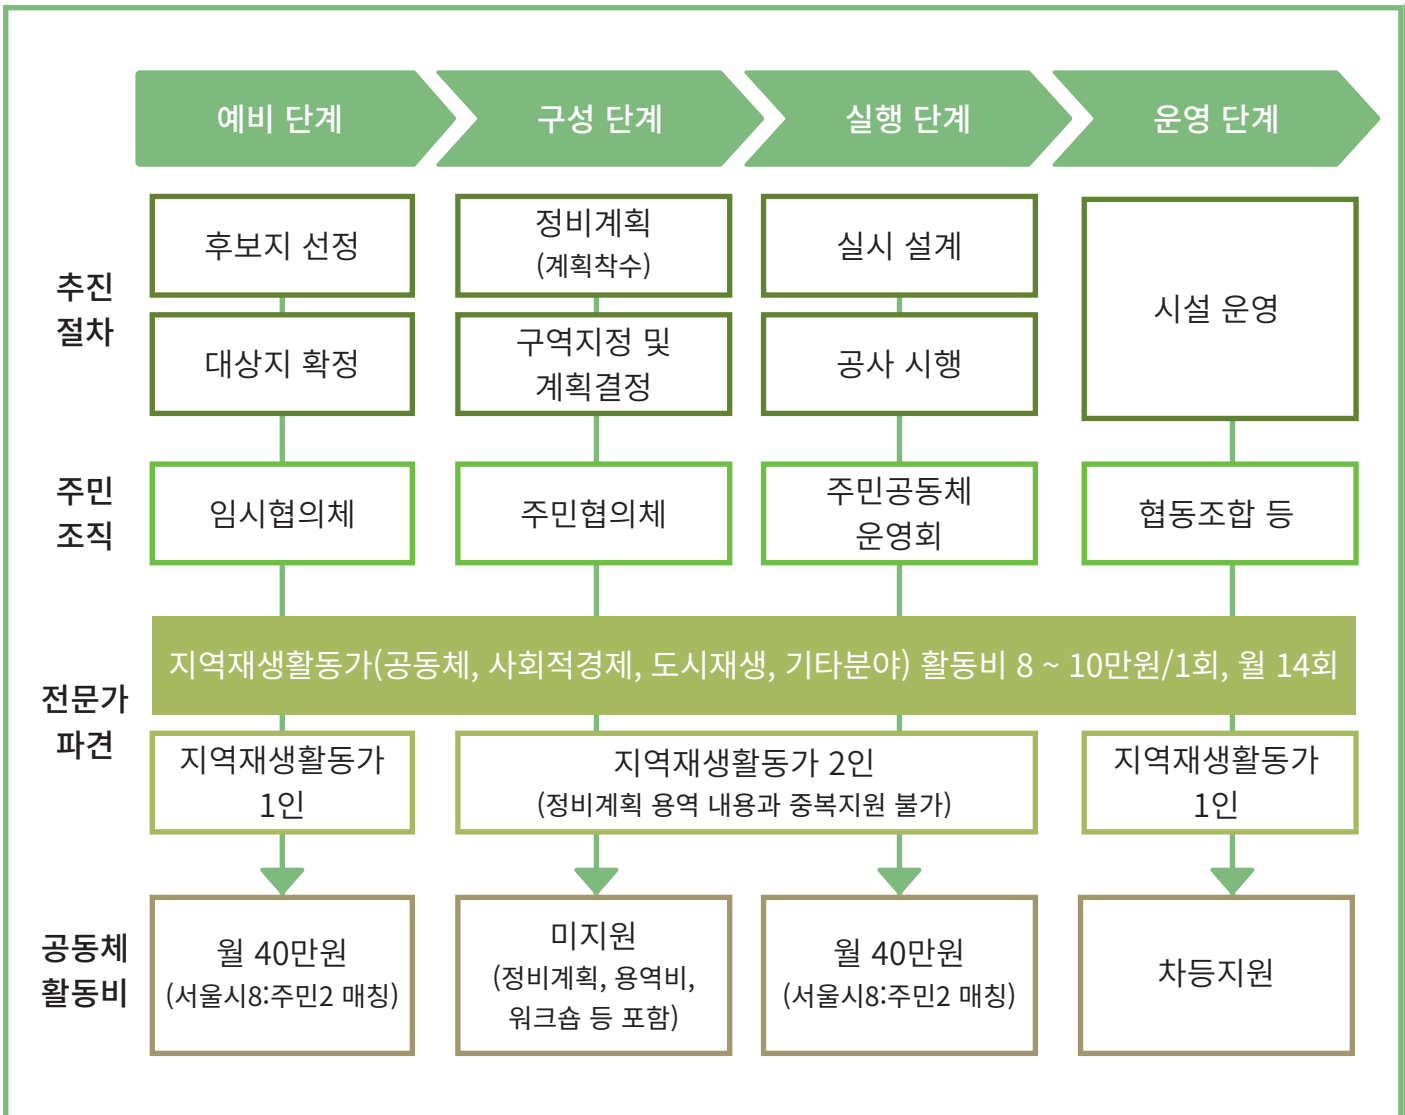 예비 단계
구성 단계
실행 단계
운영 단계
추진
절차
후보지 선정
정비계획
(계획착수)
실시 설계
시설 운영
대상지 확정
구역지정 및
계획결정
공사 시행
주민
조직
임시협의체
주민협의체
주민공동체
운영회
협동조합 등
전문가
파견
지역재생활동가(공동체, 사회적경제, 도시재생, 기타분야) 활동비 8 ~ 10만원/1회, 월 14회
지역재생활동가
1인
지역재생활동가 2인
(정비계획 용역 내용과 중복지원 불가)
지역재생활동가
1인
공동체
활동비
월 40만원
(서울시8:주민2 매칭)
미지원
(정비계획, 용역비,
워크숍 등 포함)
월 40만원
(서울시8:주민2 매칭)
차등지원